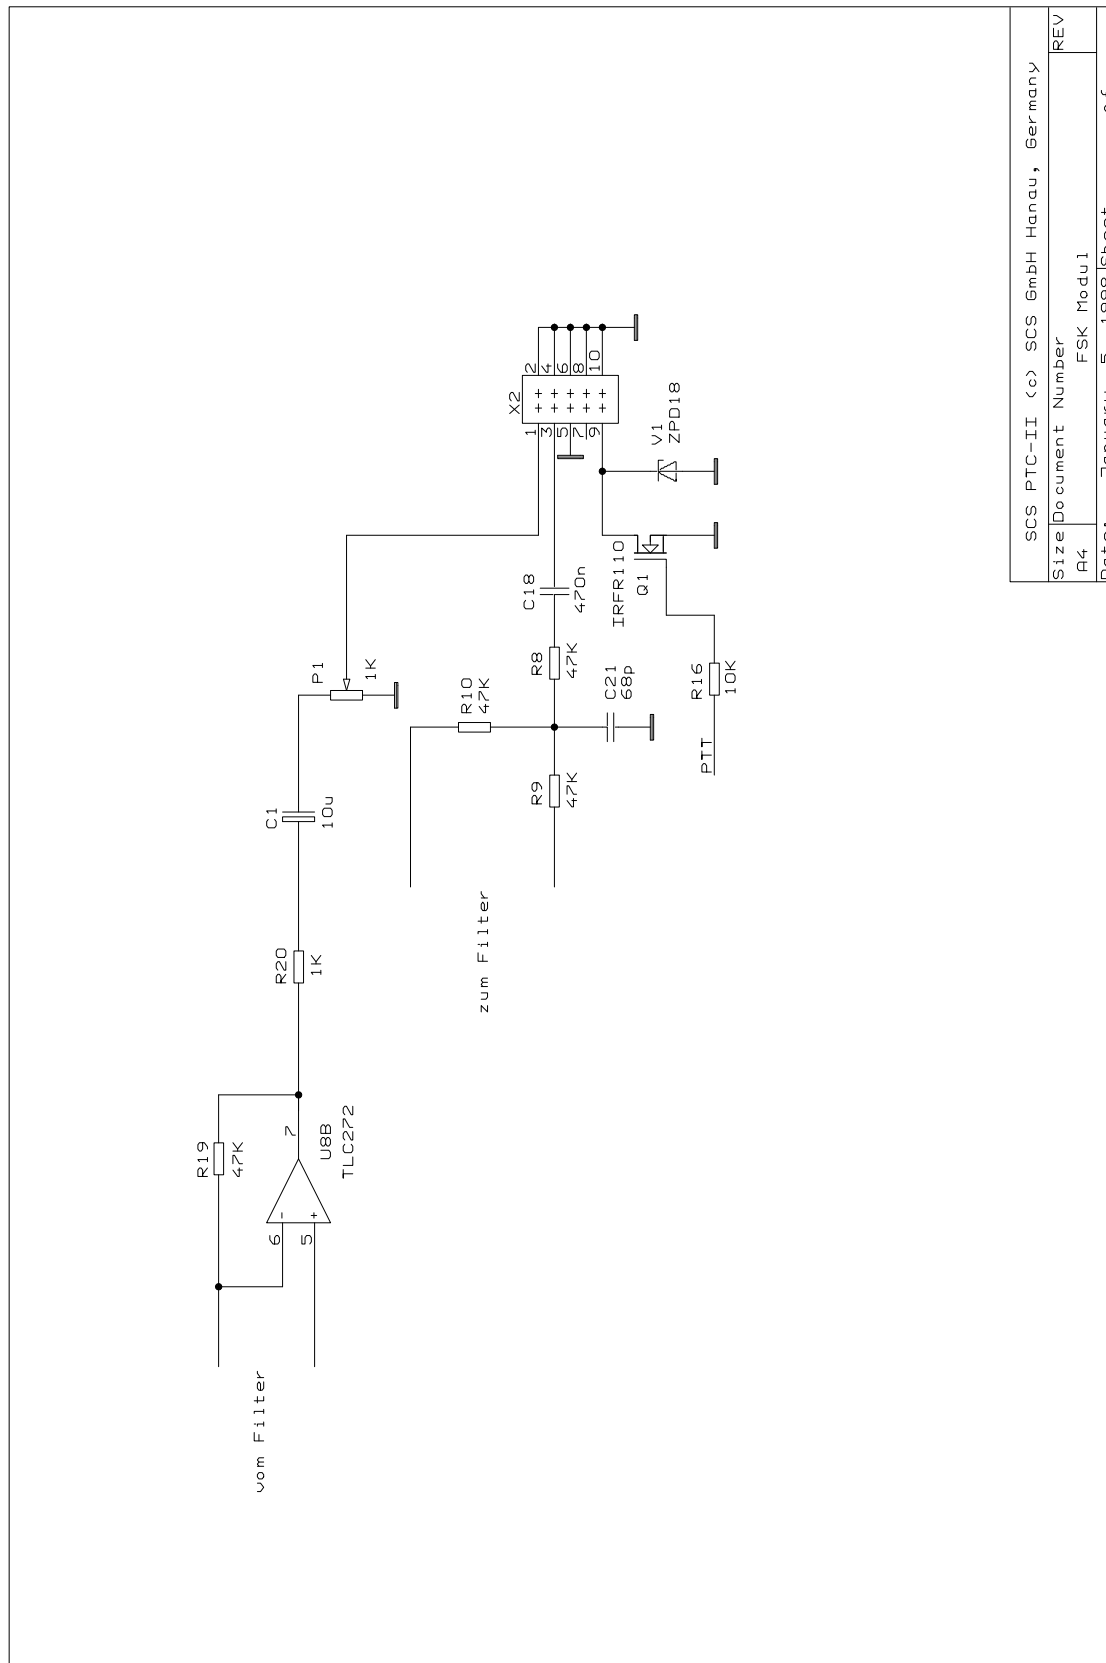 vom Filter
R19
47K
6
5
-
+
7
U8B
TLC272
R20
1K
C1
10u
P1
1K
zum Filter
R10
47K
R9
47K
R8
47K
C21
68p
C18
470n
PTT
R16
10K
IRFR110
Q1
V1
ZPD18
X2
1
3
5
7
9
2
4
6
8
10
SCS PTC-II (c) SCS GmbH Hanau, Germany
Size Document Number REV
A4 FSK Modul